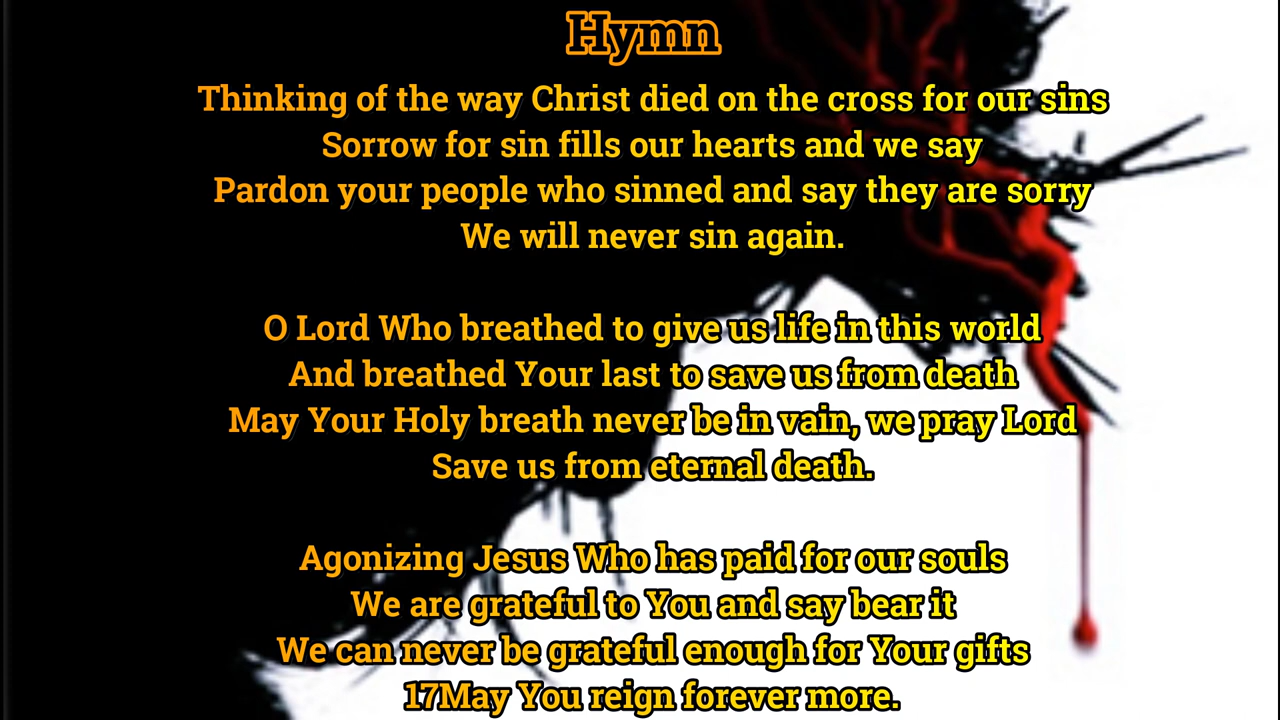 Hymn
Thinking of the way Christ died on the cross for our sins
Sorrow for sin fills our hearts and we say
Pardon your people who sinned and say they are sorry
We will never sin again.
O Lord Who breathed to give us life in this world
And breathed Your last to save us from death
May Your Holy breath never be in vain, we pray Lord
Save us from eternal death.
Agonizing Jesus Who has paid for our souls
We are grateful to You and say bear it
We can never be grateful enough for Your gifts
17May You reign forever more.